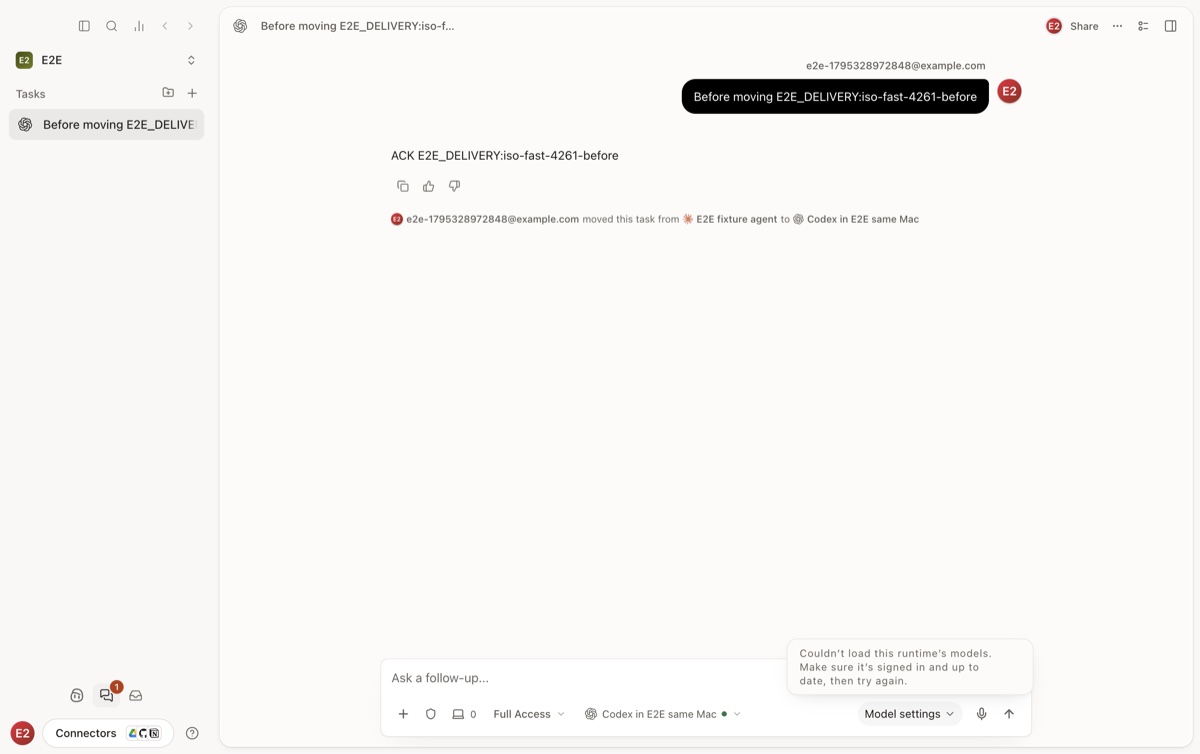 Before moving E2E_DELIVERY:iso-f...
E2 Share
E2 E2E
e2e-1795328972848@example.com
Tasks
Before moving E2E_DELIVERY:iso-fast-4261-before E2
Before moving E2E_DELIVE
ACK E2E_DELIVERY:iso-fast-4261-before
E2 e2e-1795328972848@example.com moved this task from E2E fixture agent to Codex in E2E same Mac
Couldn't load this runtime's models.
Make sure it's signed in and up to
date, then try again.
Ask a follow-up...
1
0 Full Access Codex in E2E same Mac Model settings
E2 Connectors